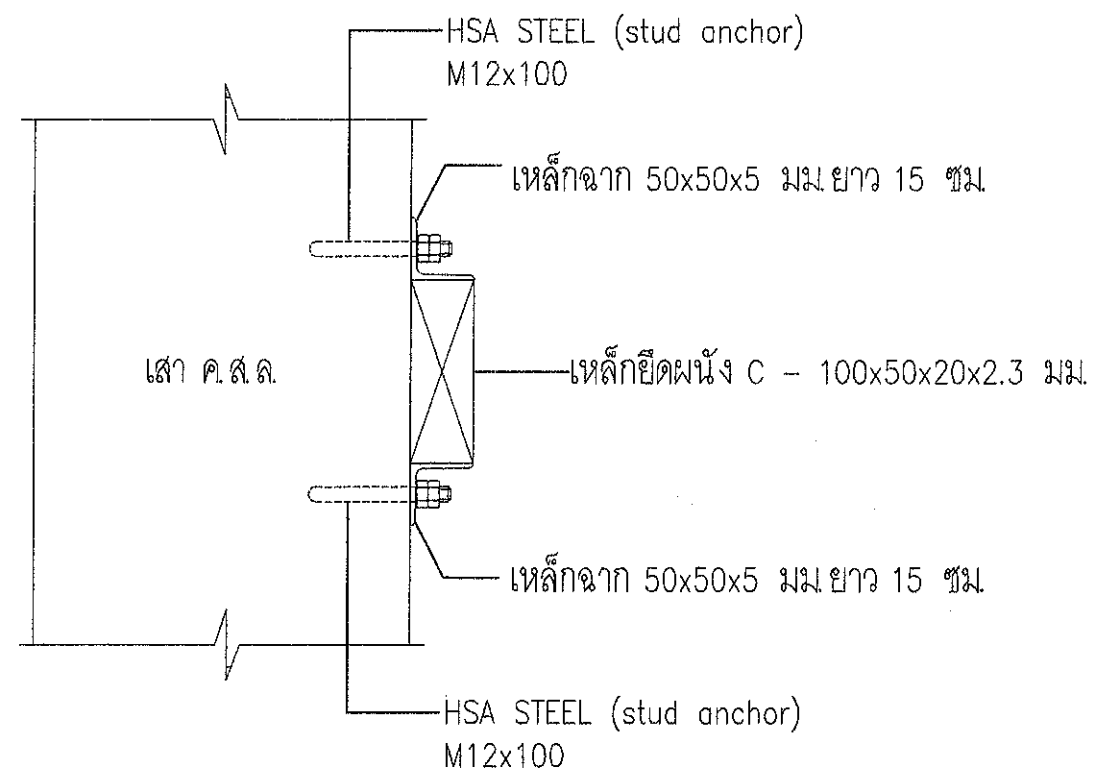 HSA STEEL (stud anchor)
M12x100
เหล็กฉาก 50x50x5 มม.ยาว 15 ซม.
เสา ค.ส.ล.
เหล็กยึดผนัง C - 100x50x20x2.3 มม.
เหล็กฉาก 50x50x5 มม.ยาว 15 ซม.
HSA STEEL (stud anchor)
M12x100